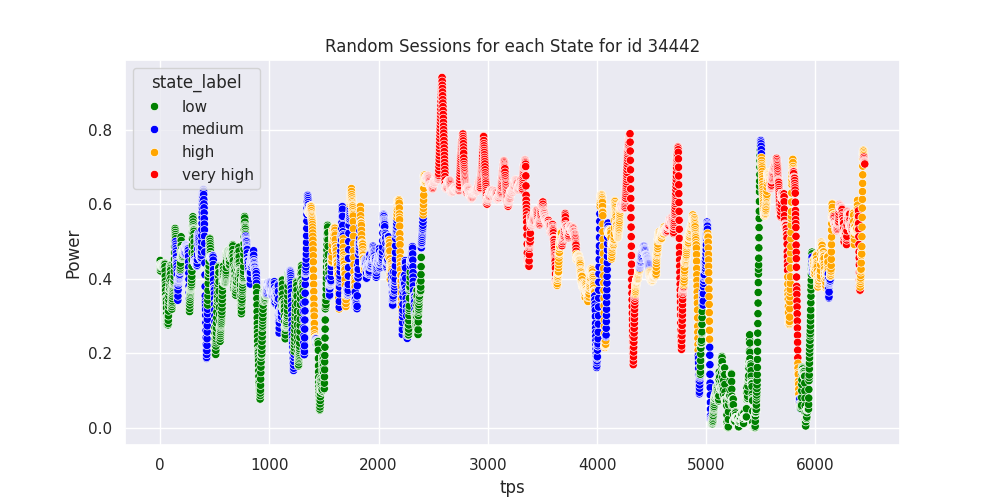 Random Sessions for each State for id 34442
state_label
low
medium
high
very high
Power
0.8
0.6
0.4
0.2
0.0
0
1000
2000
3000
4000
5000
6000
tps